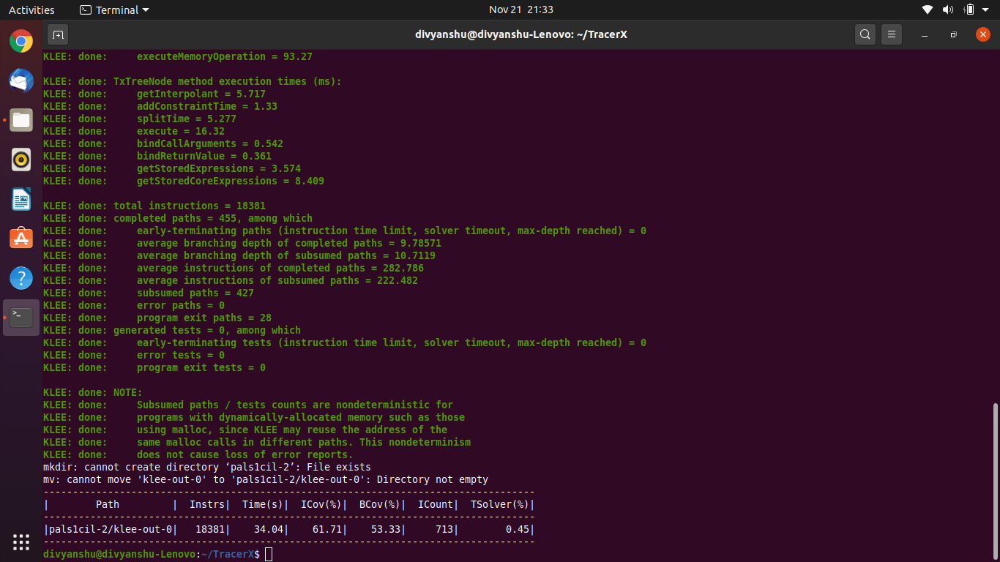 Activities Terminal Nov 21 21:33
divyanshu@divyanshu-Lenovo: ~/TracerX
KLEE: done:     executeMemoryOperation = 93.27
KLEE: done: TxTreeNode method execution times (ms):
KLEE: done:     getInterpolant = 5.717
KLEE: done:     addConstraintTime = 1.33
KLEE: done:     splitTime = 5.277
KLEE: done:     execute = 16.32
KLEE: done:     bindCallArguments = 0.542
KLEE: done:     bindReturnValue = 0.361
KLEE: done:     getStoredExpressions = 3.574
KLEE: done:     getStoredCoreExpressions = 8.409
KLEE: done: total instructions = 18381
KLEE: done: completed paths = 455, among which
KLEE: done:     early-terminating paths (instruction time limit, solver timeout, max-depth reached) = 0
KLEE: done:     average branching depth of completed paths = 9.78571
KLEE: done:     average branching depth of subsumed paths = 10.7119
KLEE: done:     average instructions of completed paths = 282.786
KLEE: done:     average instructions of subsumed paths = 222.482
KLEE: done:     subsumed paths = 427
KLEE: done:     error paths = 0
KLEE: done:     program exit paths = 28
KLEE: done: generated tests = 0, among which
KLEE: done:     early-terminating tests (instruction time limit, solver timeout, max-depth reached) = 0
KLEE: done:     error tests = 0
KLEE: done:     program exit tests = 0
KLEE: done: NOTE:
KLEE: done:     Subsumed paths / tests counts are nondeterministic for
KLEE: done:     programs with dynamically-allocated memory such as those
KLEE: done:     using malloc, since KLEE may reuse the address of the
KLEE: done:     same malloc calls in different paths. This nondeterminism
KLEE: done:     does not cause loss of error reports.
mkdir: cannot create directory ‘pals1cil-2’: File exists
mv: cannot move 'klee-out-0' to 'pals1cil-2/klee-out-0': Directory not empty
------------------------------------------------------------------------------------
|        Path         |  Instrs|  Time(s)|  ICov(%)|  BCov(%)|  ICount|  TSolver(%)|
------------------------------------------------------------------------------------
|pals1cil-2/klee-out-0|   18381|    34.04|    61.71|    53.33|     713|        0.45|
------------------------------------------------------------------------------------
divyanshu@divyanshu-Lenovo:~/TracerX$